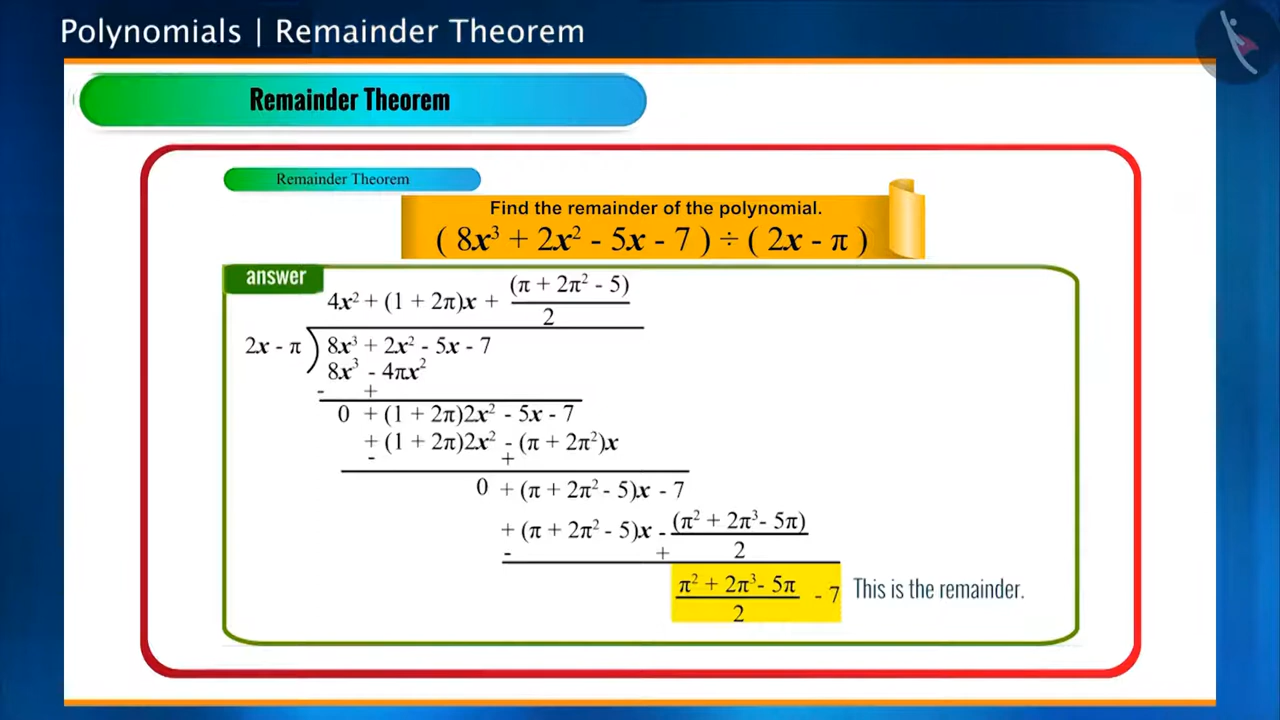 Polynomials | Remainder Theorem
Remainder Theorem
Remainder Theorem
Find the remainder of the polynomial.
( 8x³ + 2x² - 5x - 7 ) ÷ ( 2x - π )
answer
4x² + (1 + 2π)x + (π + 2π² - 5)
2
2x - π ) 8x³ + 2x² - 5x - 7
8x³ - 4πx²
- +
0 + (1 + 2π)2x² - 5x - 7
+ (1 + 2π)2x² - (π + 2π²)x
- +
0 + (π + 2π² - 5)x - 7
+ (π + 2π² - 5)x - (π² + 2π³- 5π)
- + 2
π² + 2π³- 5π - 7 This is the remainder.
2